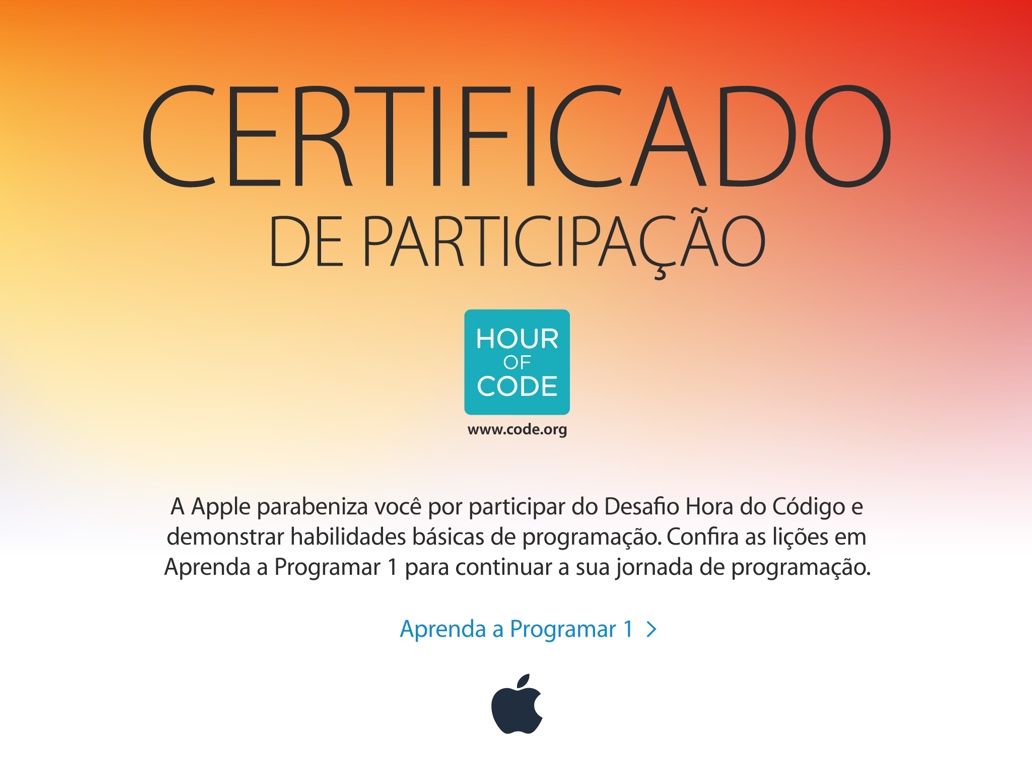 CERTIFICADO
DE PARTICIPAÇÃO
HOUR
OF
CODE
www.code.org
A Apple parabeniza você por participar do Desafio Hora do Código e
demonstrar habilidades básicas de programação. Confira as lições em
Aprenda a Programar 1 para continuar a sua jornada de programação.
Aprenda a Programar 1 >